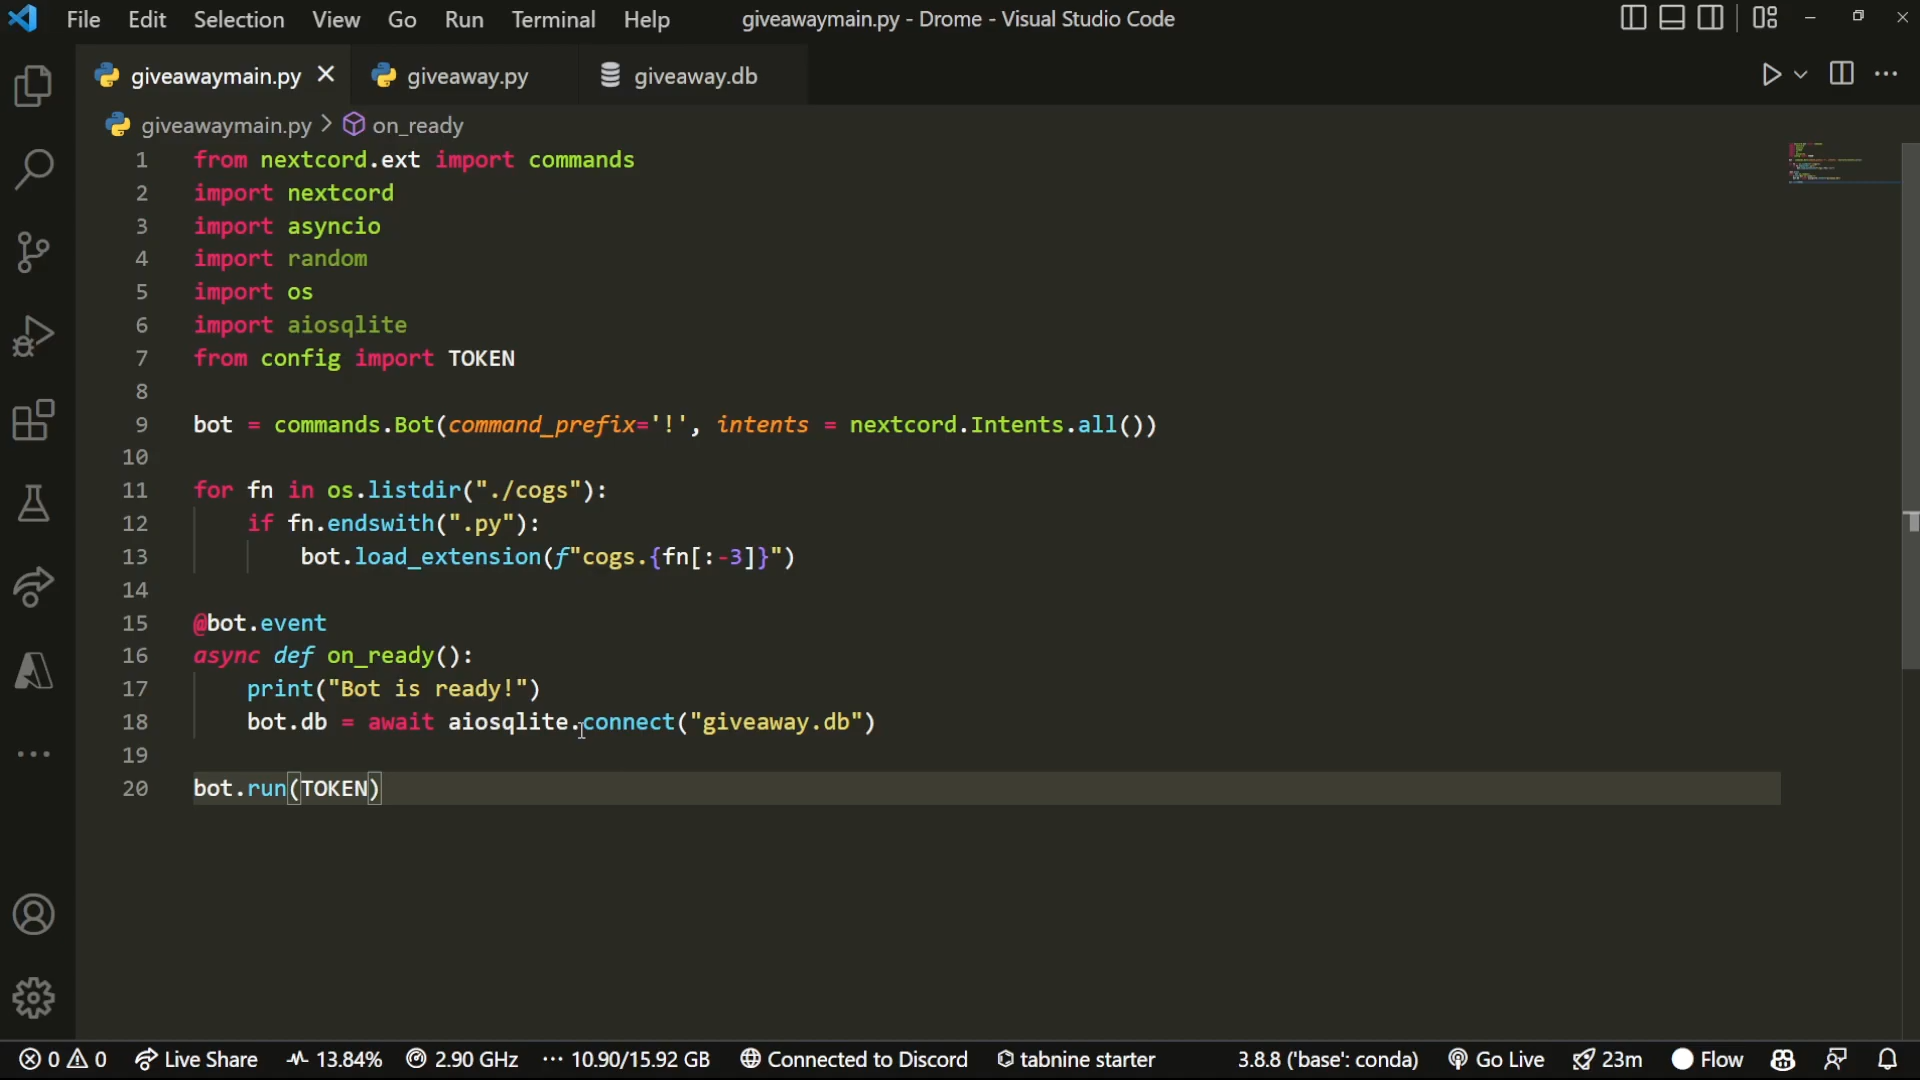 File Edit Selection View Go Run Terminal Help giveawaymain.py - Drome - Visual Studio Code
giveawaymain.py giveaway.py giveaway.db
giveawaymain.py > on_ready
1 from nextcord.ext import commands
2 import nextcord
3 import asyncio
4 import random
5 import os
6 import aiosqlite
7 from config import TOKEN
8
9 bot = commands.Bot(command_prefix='!', intents = nextcord.Intents.all())
10
11 for fn in os.listdir("./cogs"):
12 if fn.endswith(".py"):
13 bot.load_extension(f"cogs.{fn[:-3]}")
14
15 @bot.event
16 async def on_ready():
17 print("Bot is ready!")
18 bot.db = await aiosqlite.connect("giveaway.db")
19
20 bot.run(TOKEN)
0 0 Live Share 13.84% 2.90 GHz 10.90/15.92 GB Connected to Discord tabnine starter 3.8.8 ('base': conda) Go Live 23m Flow